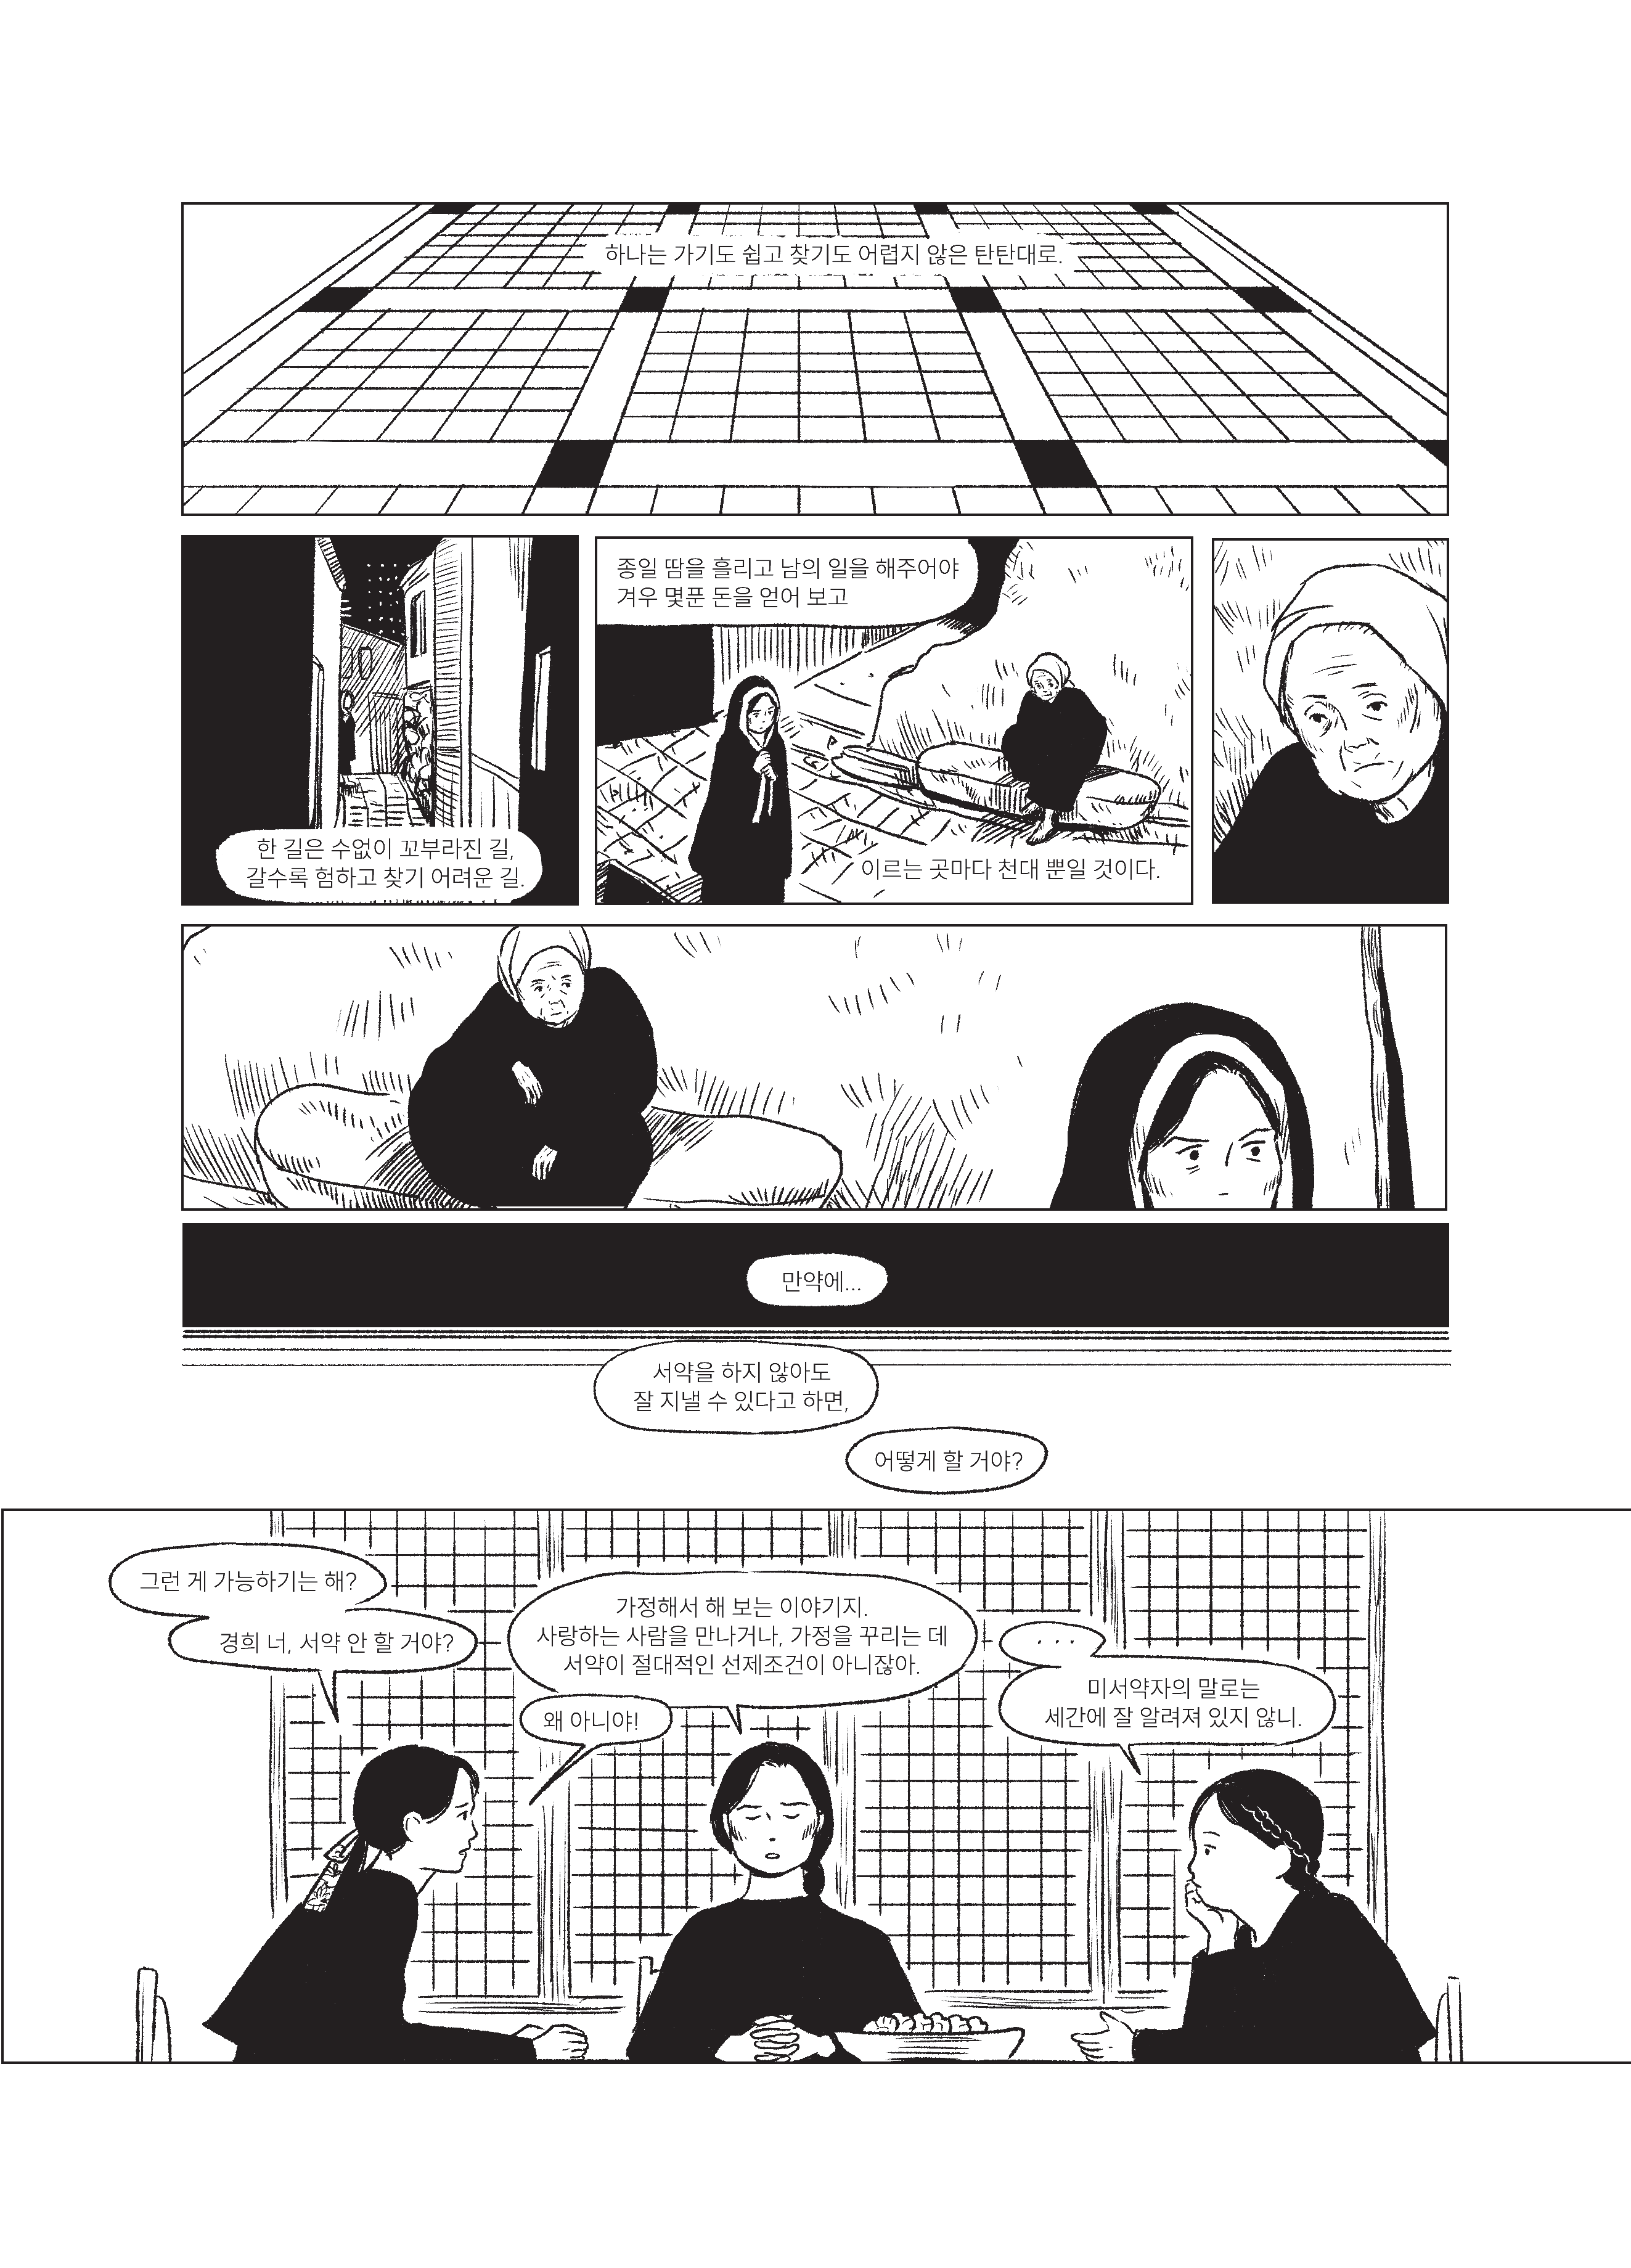 하나는 가기도 쉽고 찾기도 어렵지 않은 탄탄대로.
한 길은 수없이 꼬부라진 길,
갈수록 험하고 찾기 어려운 길.
종일 땀을 흘리고 남의 일을 해주어야
겨우 몇푼 돈을 얻어 보고
이르는 곳마다 천대 뿐일 것이다.
만약에...
서약을 하지 않아도
잘 지낼 수 있다고 하면,
어떻게 할 거야?
그런 게 가능하기는 해?
경희 너, 서약 안 할 거야?
가정해서 해 보는 이야기지.
사랑하는 사람을 만나거나, 가정을 꾸리는 데
서약이 절대적인 선제조건이 아니잖아.
왜 아니야!
...
미서약자의 말로는
세간에 잘 알려져 있지 않니.